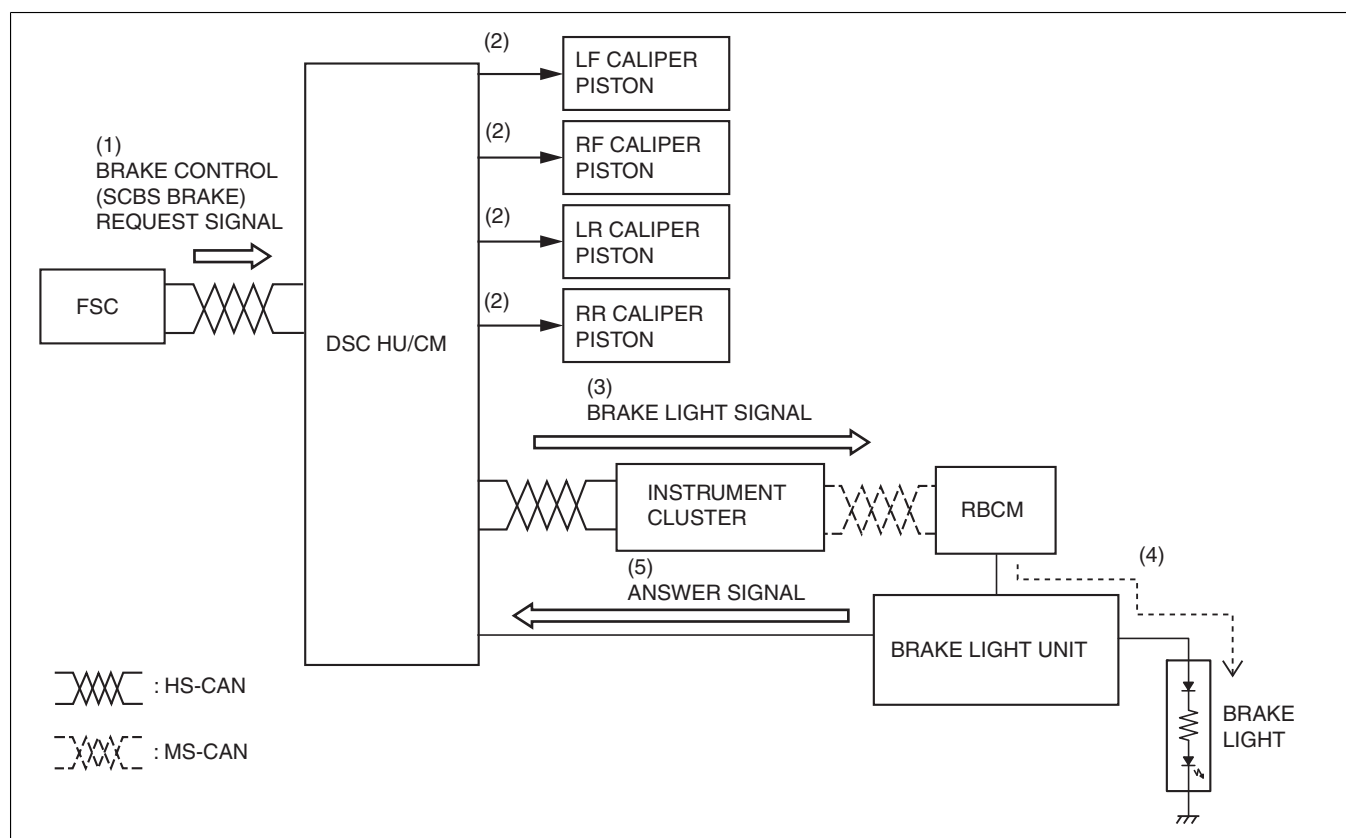 (2)
LF CALIPER
PISTON
(1)
BRAKE CONTROL
(SCBS BRAKE)
REQUEST SIGNAL
(2)
RF CALIPER
PISTON
(2)
LR CALIPER
PISTON
FSC
DSC HU/CM
(2)
RR CALIPER
PISTON
(3)
BRAKE LIGHT SIGNAL
INSTRUMENT
CLUSTER
RBCM
(4)
(5)
ANSWER SIGNAL
BRAKE LIGHT UNIT
: HS-CAN
: MS-CAN
BRAKE
LIGHT